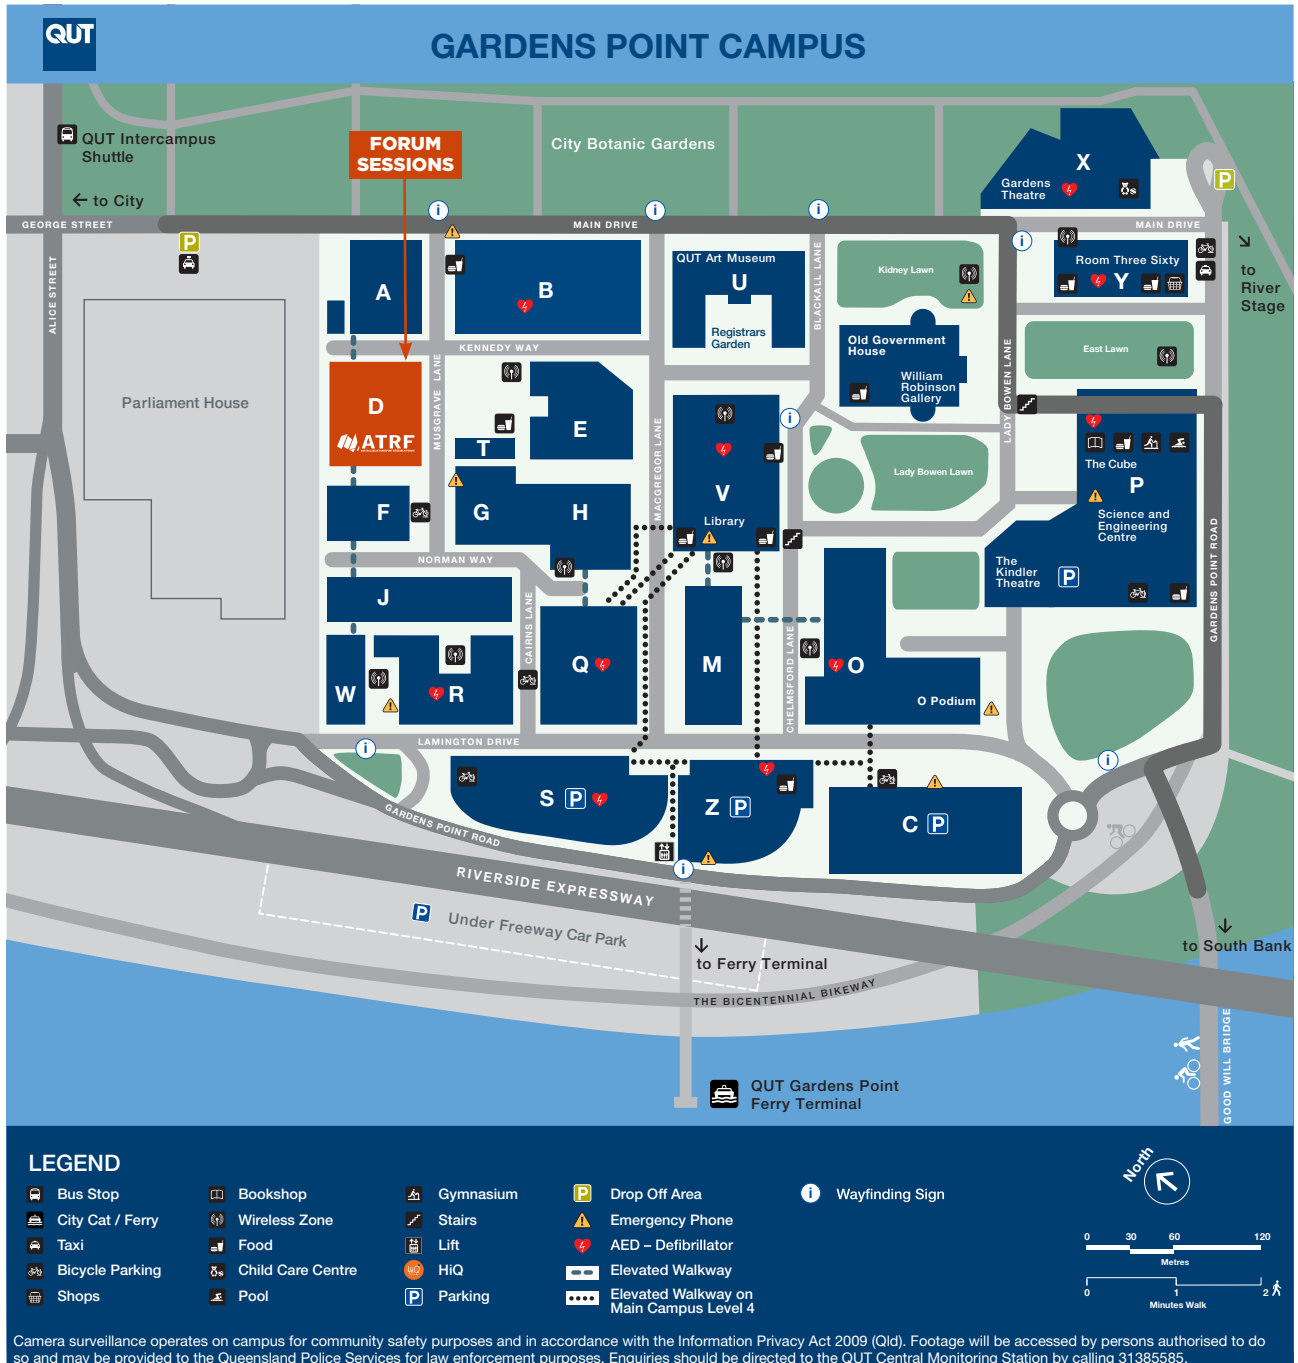 QUT
GARDENS POINT CAMPUS
QUT Intercampus
Shuttle
← to City
FORUM
SESSIONS
City Botanic Gardens
X
Gardens
Theatre
P
GEORGE STREET
MAIN DRIVE
MAIN DRIVE
P
i
i
i
i
ALICE STREET
A
B
QUT Art Museum
U
Registrars
Garden
BLACKALL LANE
Kidney Lawn
Room Three Sixty
Y
to
River
Stage
KENNEDY WAY
Old Government
House
William
Robinson
Gallery
LADY BOWEN LANE
East Lawn
Parliament House
D
ATRF
MUSGRAVE LANE
E
T
MACGREGOR LANE
i
V
Library
Lady Bowen Lawn
The Cube
P
Science and
Engineering
Centre
The
Kindler
Theatre
P
GARDENS POINT ROAD
F
G
H
NORMAN WAY
J
CAIRNS LANE
Q
M
CHELMSFORD LANE
O
O Podium
W
R
LAMINGTON DRIVE
i
i
S
P
Z
P
C
P
GARDENS POINT ROAD
i
RIVERSIDE EXPRESSWAY
P
Under Freeway Car Park
to Ferry Terminal
to South Bank
THE BICENTENNIAL BIKEWAY
GOOD WILL BRIDGE
QUT Gardens Point
Ferry Terminal
LEGEND
Bus Stop
City Cat / Ferry
Taxi
Bicycle Parking
Shops
Bookshop
Wireless Zone
Food
Child Care Centre
Pool
Gymnasium
Stairs
Lift
HiQ
P Parking
P Drop Off Area
Emergency Phone
AED – Defibrillator
Elevated Walkway
Elevated Walkway on
Main Campus Level 4
i Wayfinding Sign
North
0 30 60 120
Metres
0 1 2
Minutes Walk
Camera surveillance operates on campus for community safety purposes and in accordance with the Information Privacy Act 2009 (Qld). Footage will be accessed by persons authorised to do
so and may be provided to the Queensland Police Services for law enforcement purposes. Enquiries should be directed to the QUT Central Monitoring Station by calling 31385585.